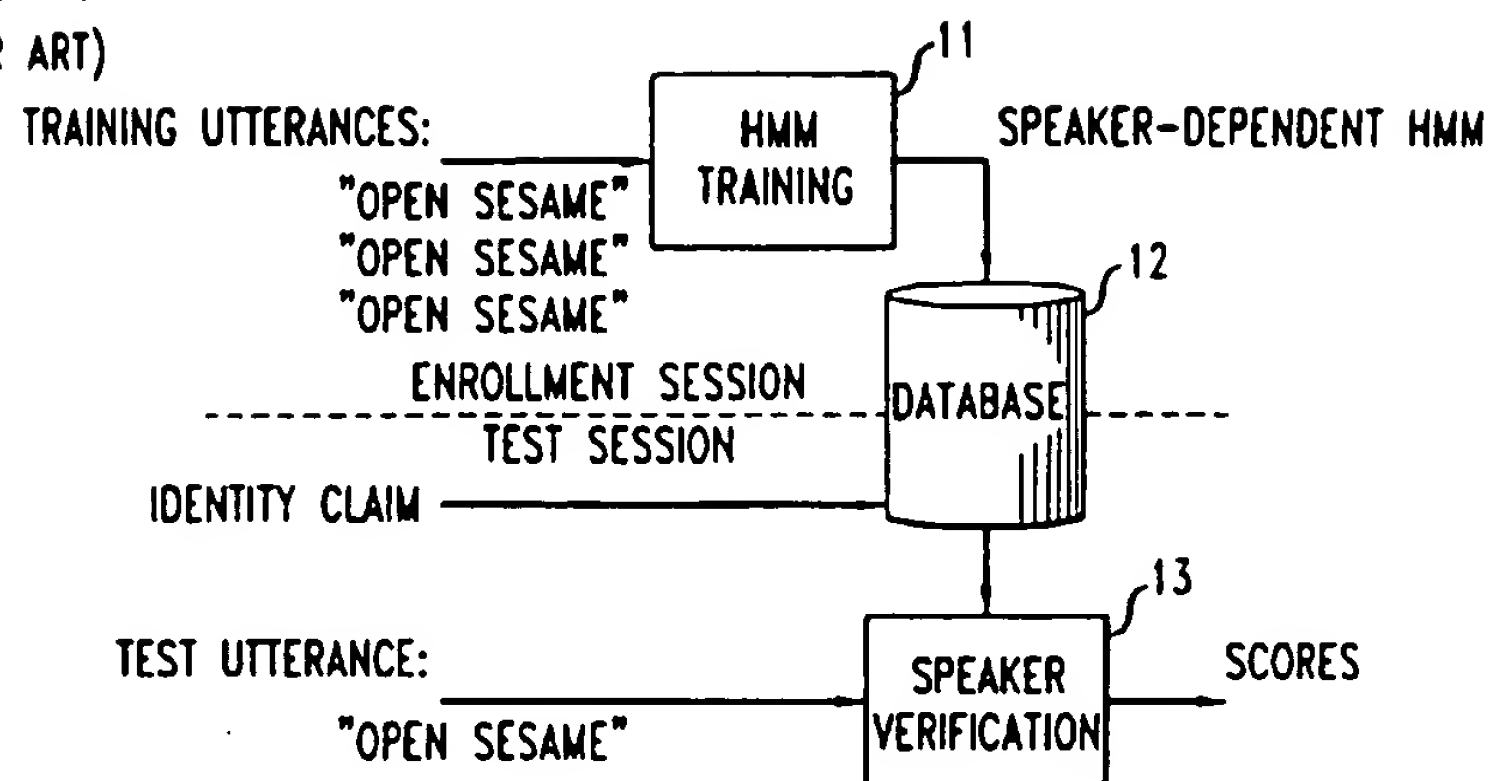 ART)
11
TRAINING UTTERANCES:
HMM
TRAINING
SPEAKER-DEPENDENT HMM
"OPEN SESAME"
"OPEN SESAME"
"OPEN SESAME"
12
ENROLLMENT SESSION
DATABASE
TEST SESSION
IDENTITY CLAIM
13
TEST UTTERANCE:
SPEAKER
VERIFICATION
SCORES
"OPEN SESAME"